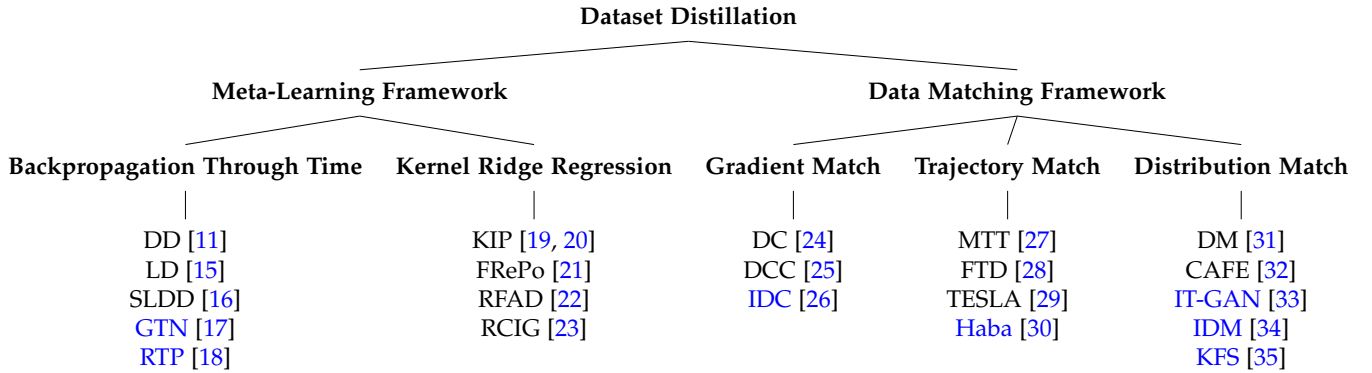 Dataset Distillation
Meta-Learning Framework
Data Matching Framework
Backpropagation Through Time
Kernel Ridge Regression
Gradient Match
Trajectory Match
Distribution Match
DD [11]
LD [15]
SLDD [16]
GTN [17]
RTP [18]
KIP [19, 20]
FRePo [21]
RFAD [22]
RCIG [23]
DC [24]
DCC [25]
IDC [26]
MTT [27]
FTD [28]
TESLA [29]
Haba [30]
DM [31]
CAFE [32]
IT-GAN [33]
IDM [34]
KFS [35]